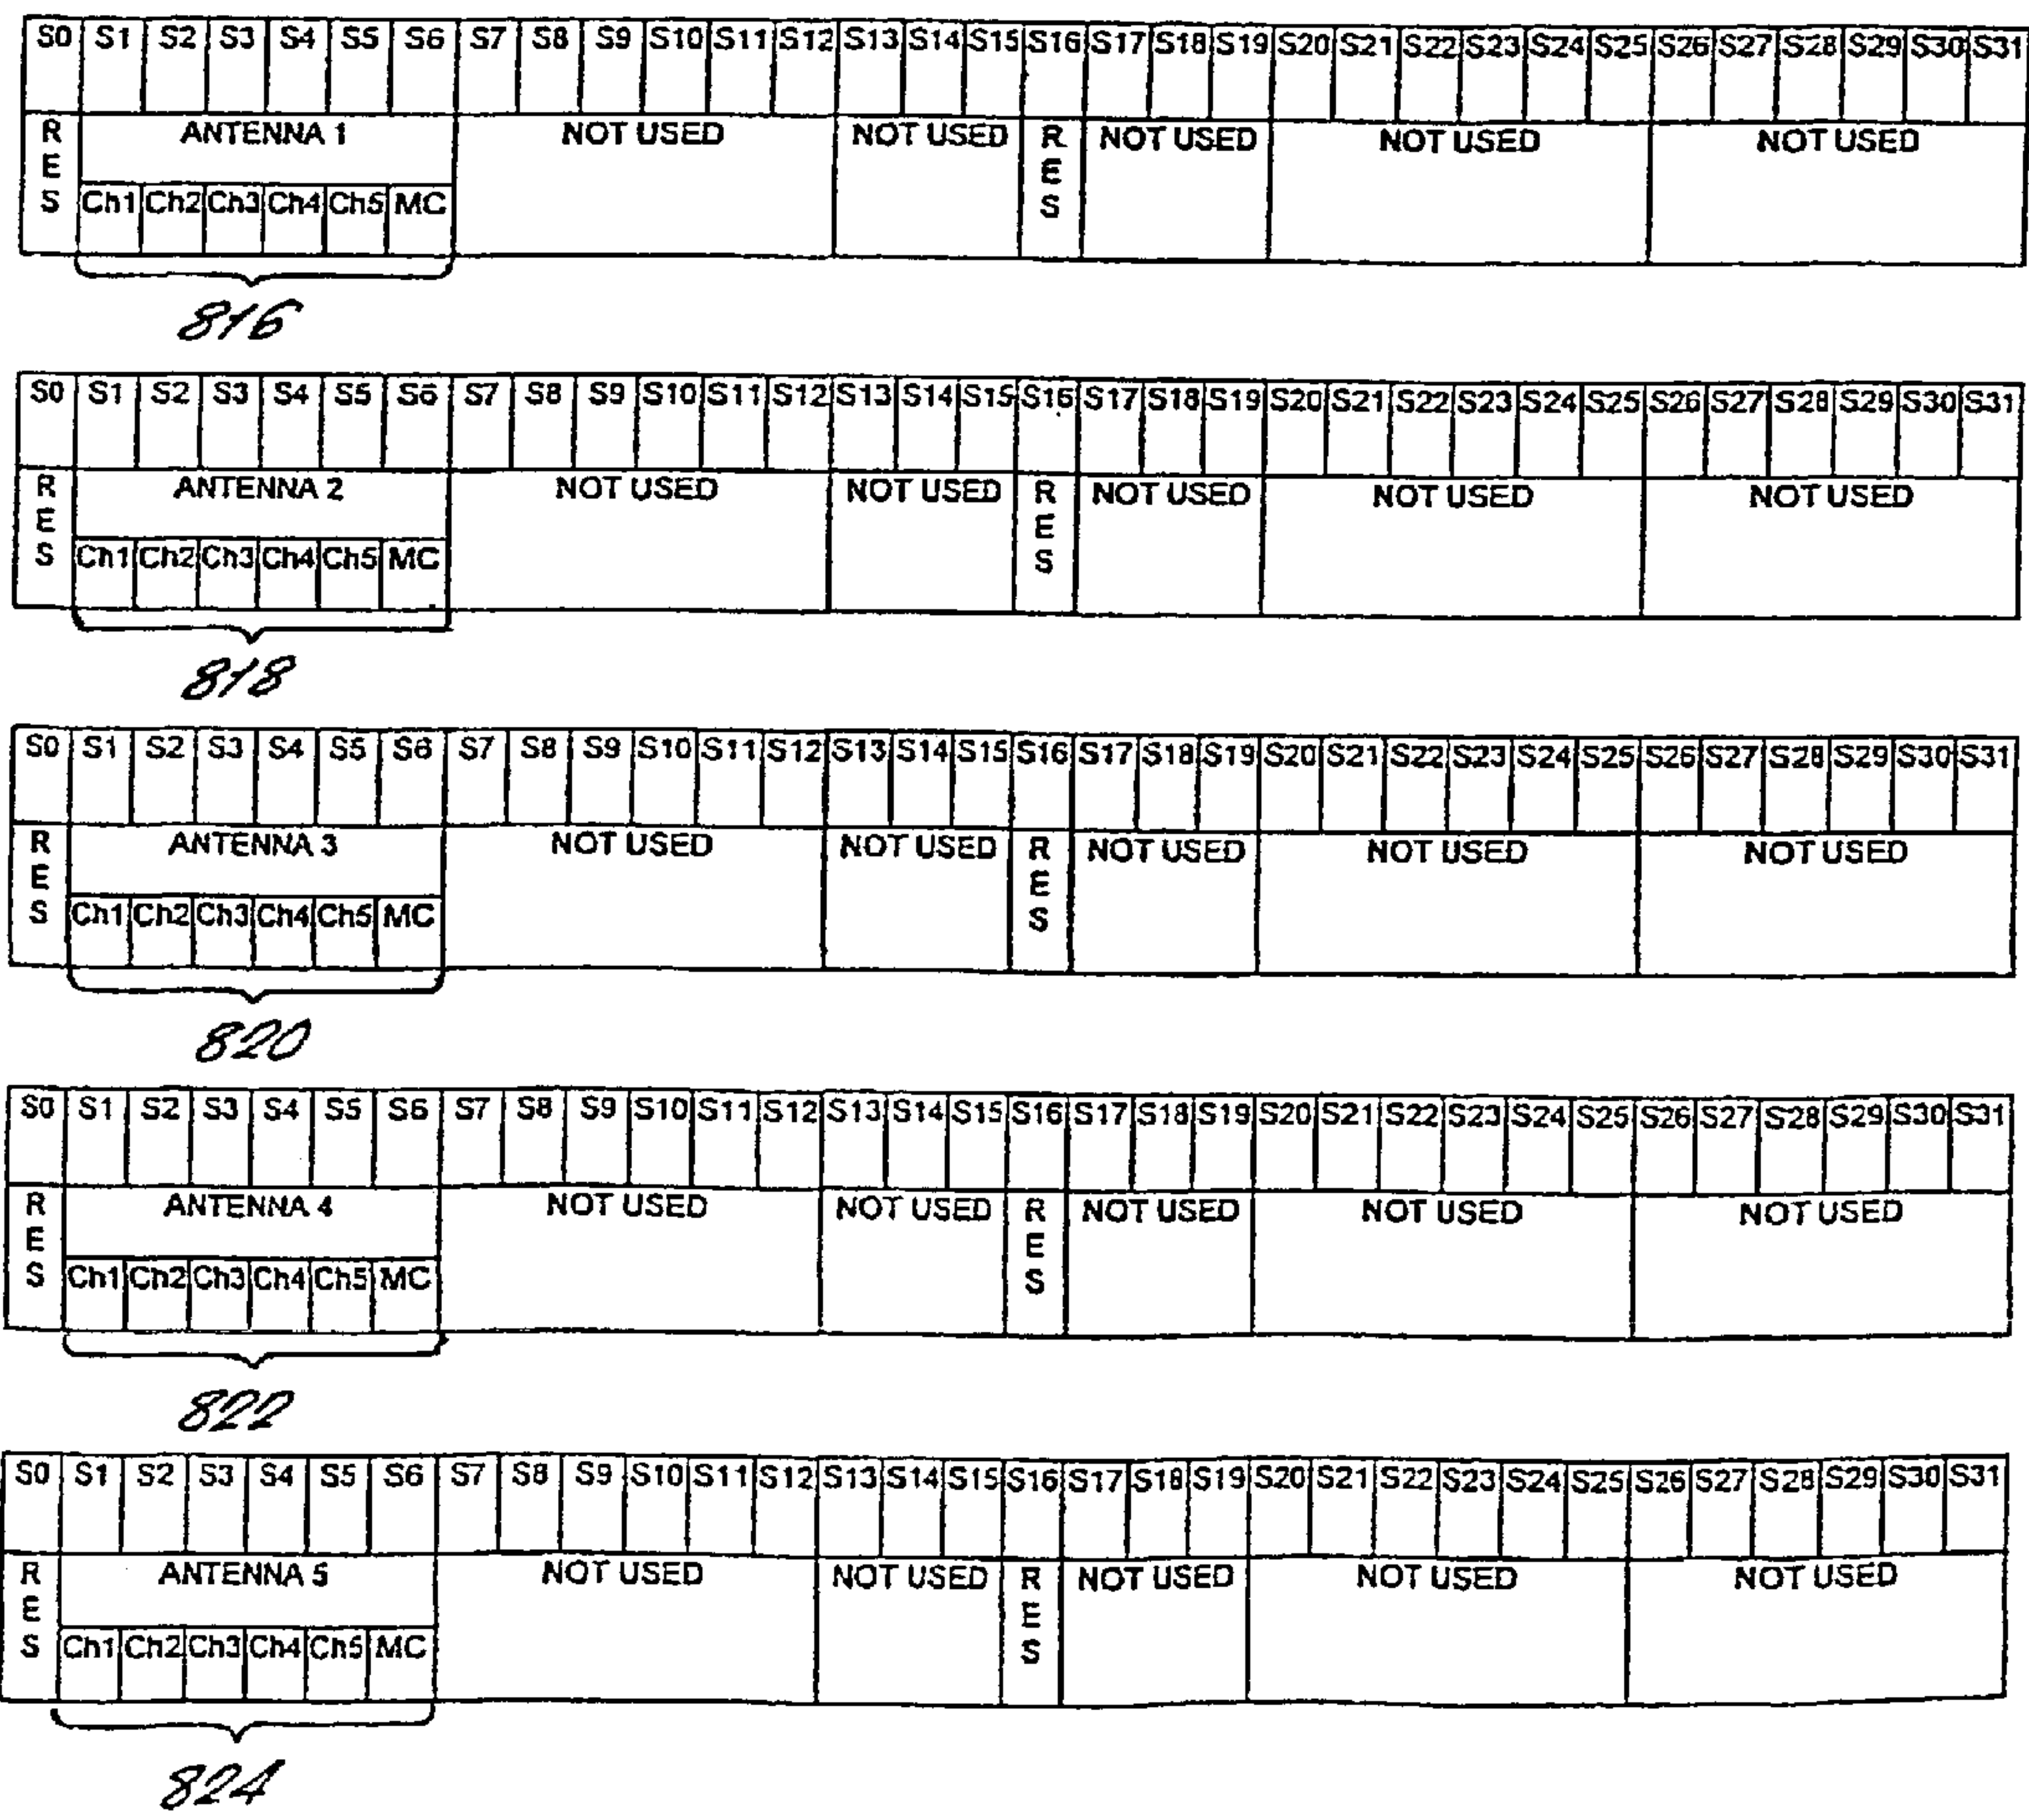 S0 S1 S2 S3 S4 S5 S6 S7 S8 S9 S10 S11 S12 S13 S14 S15 S16 S17 S18 S19 S20 S21 S22 S23 S24 S25 S26 S27 S28 S29 S30 S31
RES ANTENNA 1 NOT USED NOT USED RES NOT USED NOT USED NOT USED
Ch1 Ch2 Ch3 Ch4 Ch5 MC
816
S0 S1 S2 S3 S4 S5 S6 S7 S8 S9 S10 S11 S12 S13 S14 S15 S16 S17 S18 S19 S20 S21 S22 S23 S24 S25 S26 S27 S28 S29 S30 S31
RES ANTENNA 2 NOT USED NOT USED RES NOT USED NOT USED NOT USED
Ch1 Ch2 Ch3 Ch4 Ch5 MC
818
S0 S1 S2 S3 S4 S5 S6 S7 S8 S9 S10 S11 S12 S13 S14 S15 S16 S17 S18 S19 S20 S21 S22 S23 S24 S25 S26 S27 S28 S29 S30 S31
RES ANTENNA 3 NOT USED NOT USED RES NOT USED NOT USED NOT USED
Ch1 Ch2 Ch3 Ch4 Ch5 MC
820
S0 S1 S2 S3 S4 S5 S6 S7 S8 S9 S10 S11 S12 S13 S14 S15 S16 S17 S18 S19 S20 S21 S22 S23 S24 S25 S26 S27 S28 S29 S30 S31
RES ANTENNA 4 NOT USED NOT USED RES NOT USED NOT USED NOT USED
Ch1 Ch2 Ch3 Ch4 Ch5 MC
822
S0 S1 S2 S3 S4 S5 S6 S7 S8 S9 S10 S11 S12 S13 S14 S15 S16 S17 S18 S19 S20 S21 S22 S23 S24 S25 S26 S27 S28 S29 S30 S31
RES ANTENNA 5 NOT USED NOT USED RES NOT USED NOT USED NOT USED
Ch1 Ch2 Ch3 Ch4 Ch5 MC
824